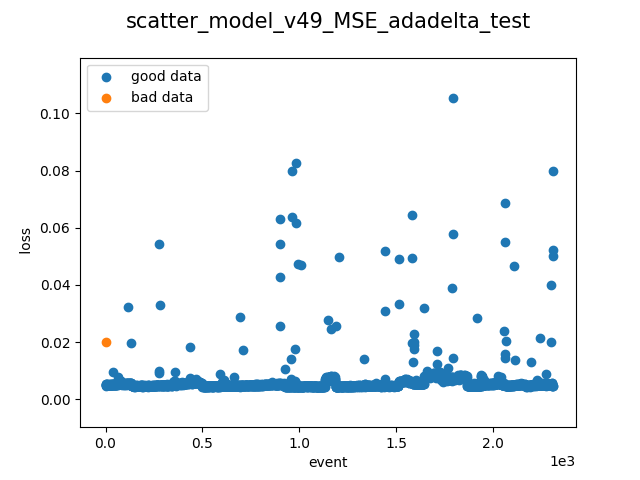 scatter_model_v49_MSE_adadelta_test
good data
bad data
0.10
0.08
0.06
0.04
0.02
0.00
loss
0.0
0.5
1.0
1.5
2.0
event
1e3